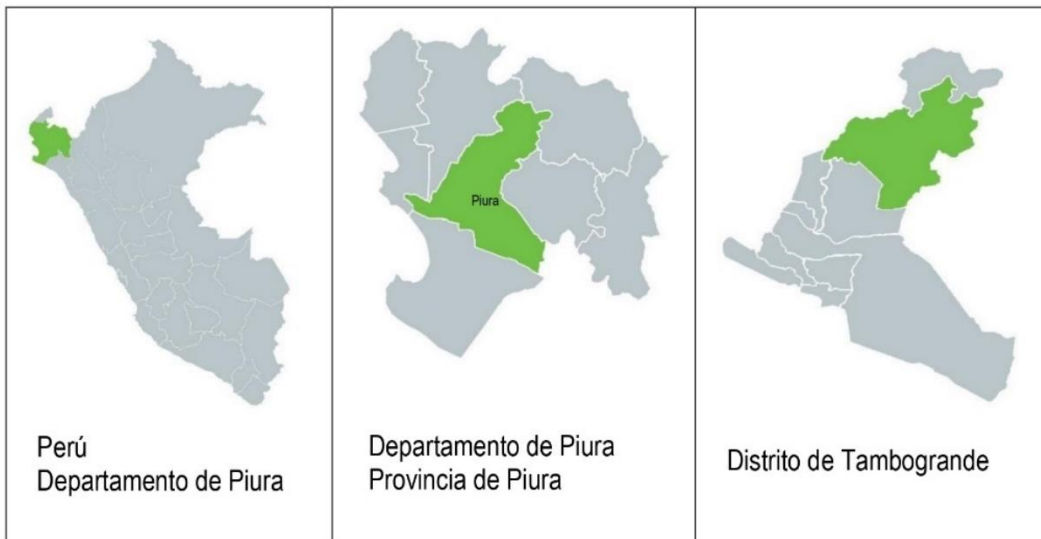 Piura
Perú
Departamento de Piura
Departamento de Piura
Provincia de Piura
Distrito de Tambogrande